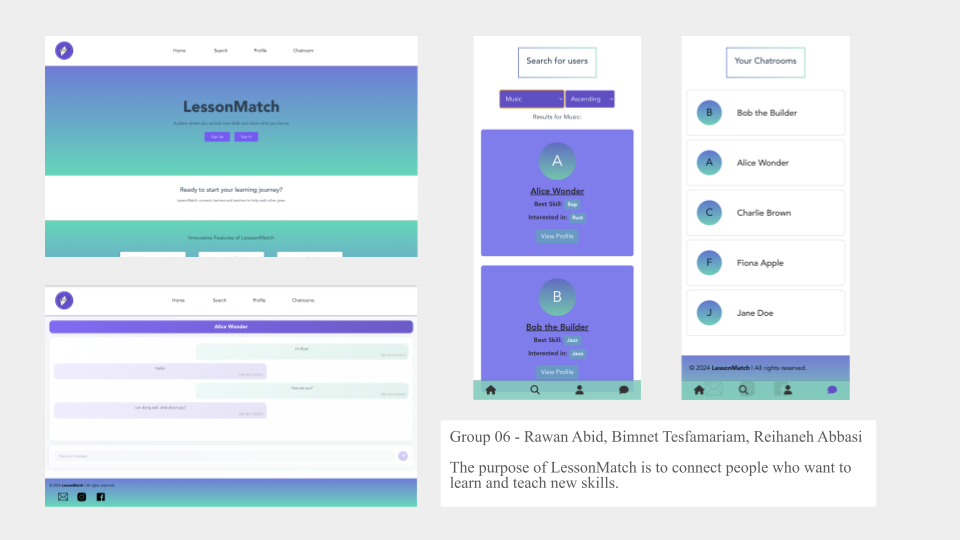 Home Search Profile Chatroom
LessonMatch
A place where you unlock new skills and share what you know.
Sign Up Sign In
Ready to start your learning journey?
LessonMatch connects learners and teachers to help each other grow.
Innovative Features of LessonMatch
Home Search Profile Chatrooms
Alice Wonder
Hello
How are you?
I am doing well, what about you?
Type your message...
© 2023 LessonMatch | All rights reserved.
Search for users
Music Ascending
Results for Music:
A
Alice Wonder
Best Skill: Rap
Interested in: Rust
View Profile
B
Bob the Builder
Best Skill: Jazz
Interested in: Java
View Profile
Your Chatrooms
B Bob the Builder
A Alice Wonder
C Charlie Brown
F Fiona Apple
J Jane Doe
© 2024 LessonMatch | All rights reserved.
Group 06 - Rawan Abid, Bimnet Tesfamariam, Reihaneh Abbasi
The purpose of LessonMatch is to connect people who want to
learn and teach new skills.